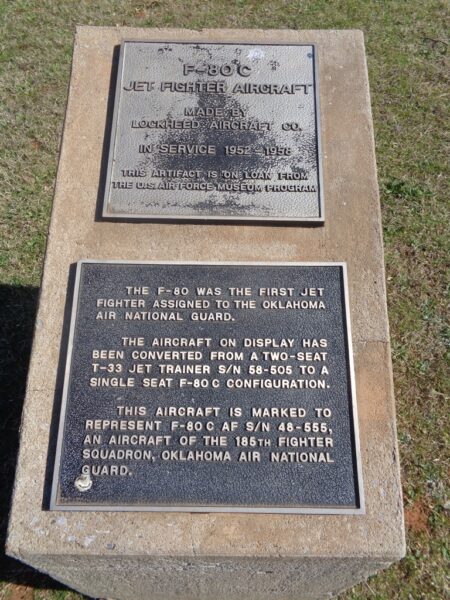 F-80C
JET FIGHTER AIRCRAFT
MADE BY
LOCKHEED AIRCRAFT CO.
IN SERVICE 1952-1958
THIS ARTIFACT IS ON LOAN FROM
THE U.S. AIR FORCE MUSEUM PROGRAM
THE F-80 WAS THE FIRST JET
FIGHTER ASSIGNED TO THE OKLAHOMA
AIR NATIONAL GUARD.
THE AIRCRAFT ON DISPLAY HAS
BEEN CONVERTED FROM A TWO-SEAT
T-33 JET TRAINER S/N 58-505 TO A
SINGLE SEAT F-80C CONFIGURATION.
THIS AIRCRAFT IS MARKED TO
REPRESENT F-80C AF S/N 48-555,
AN AIRCRAFT OF THE 185TH FIGHTER
SQUADRON, OKLAHOMA AIR NATIONAL
GUARD.